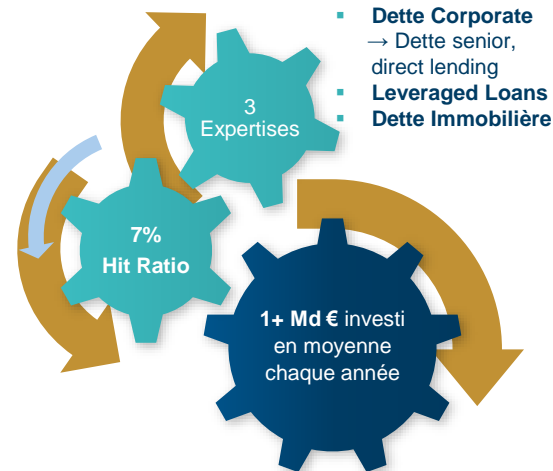 ▪ Dette Corporate
→ Dette senior,
direct lending
▪ Leveraged Loans
▪ Dette Immobilière
3
Expertises
7%
Hit Ratio
1+ Md € investi
en moyenne
chaque année